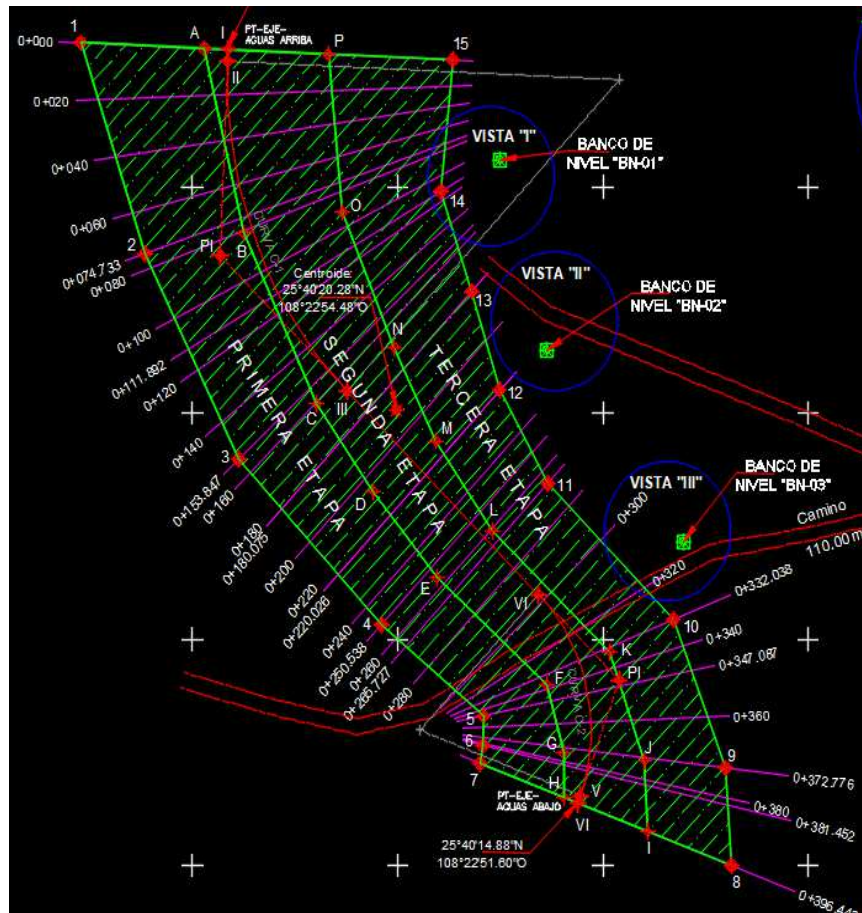 1
A
I
PT-EJE-
AGUAS ARRIBA
P
15
0+000
II
0+020
VISTA "I"
BANCO DE
NIVEL "BN-01"
0+040
14
0+060
O
2
PI
B
CURVA C-1
0+074.733
0+080
Centroide:
25°40'20.28"N
108°22'54.48"O
VISTA "II"
13
BANCO DE
NIVEL "BN-02"
0+100
0+111.892
0+120
N
PRIMERA ETAPA
SEGUNDA ETAPA
TERCERA ETAPA
12
III
C
0+140
M
3
0+153.847
0+160
D
11
VISTA "III"
BANCO DE
NIVEL "BN-03"
0+180
0+180.075
0+300
L
Camino
110.00m
0+200
0+320
E
0+220
0+220.026
VI
0+332.038
4
10
0+240
0+250.538
0+260
0+265.727
0+280
K
0+340
0+347.087
F
PI
CURVA C-2
5
0+360
6
G
J
9
7
0+372.776
PT-EJE-
AGUAS ABAJO
H
V
VI
0+380
0+381.452
25°40'14.88"N
108°22'51.60"O
I
8